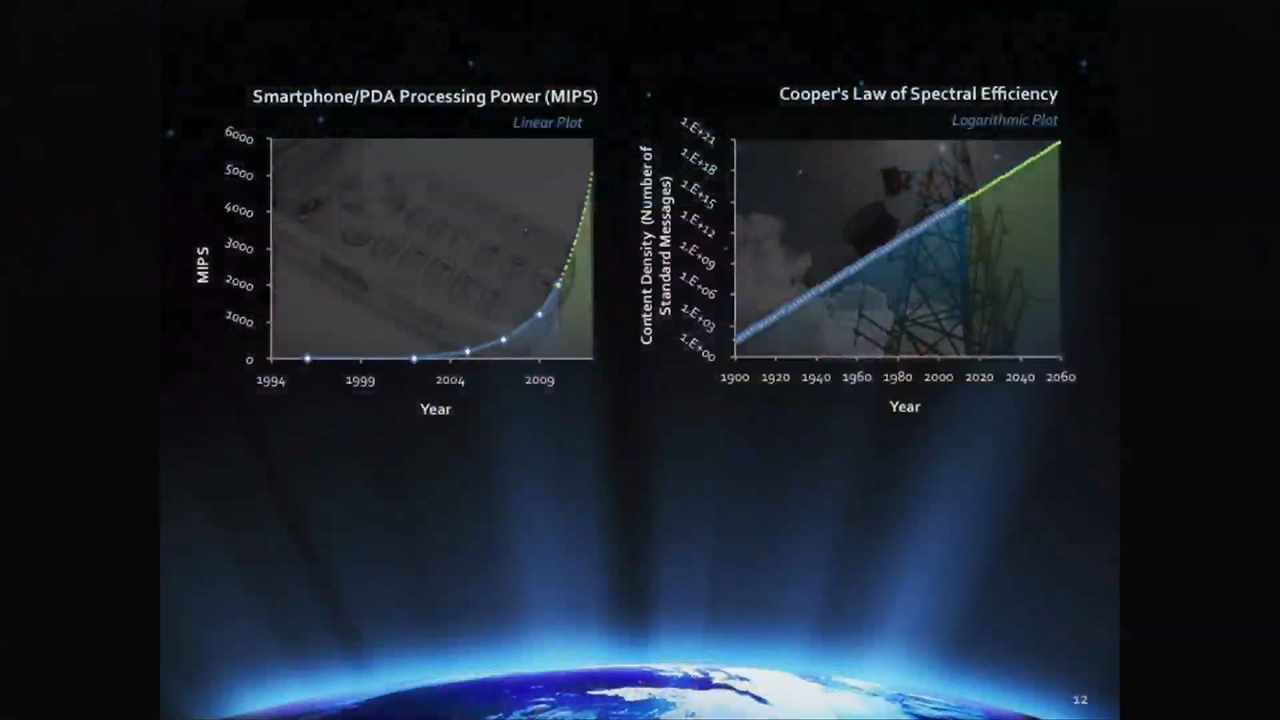 Smartphone/PDA Processing Power (MIPS)
Linear Plot
6000
5000
4000
3000
2000
1000
0
MIPS
1994 1999 2004 2009
Year
Cooper's Law of Spectral Efficiency
Logarithmic Plot
1.E+21
1.E+18
1.E+15
1.E+12
1.E+09
1.E+06
1.E+03
1.E+00
Content Density (Number of
Standard Messages)
1900 1920 1940 1960 1980 2000 2020 2040 2060
Year
12